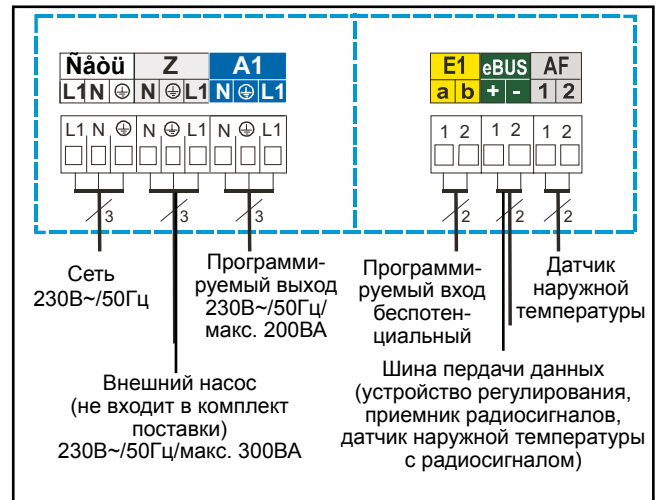 Ñåòü Z A1
L1 N N L1 N L1
L1 N N L1 N L1
3 3 3
E1 eBUS AF
a b + - 1 2
1 2 1 2 1 2
2 2 2
Сеть
230В~/50Гц
Программи-
руемый выход
230В~/50Гц/
макс. 200ВА
Внешний насос
(не входит в комплект
поставки)
230В~/50Гц/макс. 300ВА
Программи-
руемый вход
беспотен-
циальный
Датчик
наружной
температуры
Шина пердачи данных
(устройство регулирования,
приемник радиосигналов,
датчик наружной температуры
с радиосигналом)